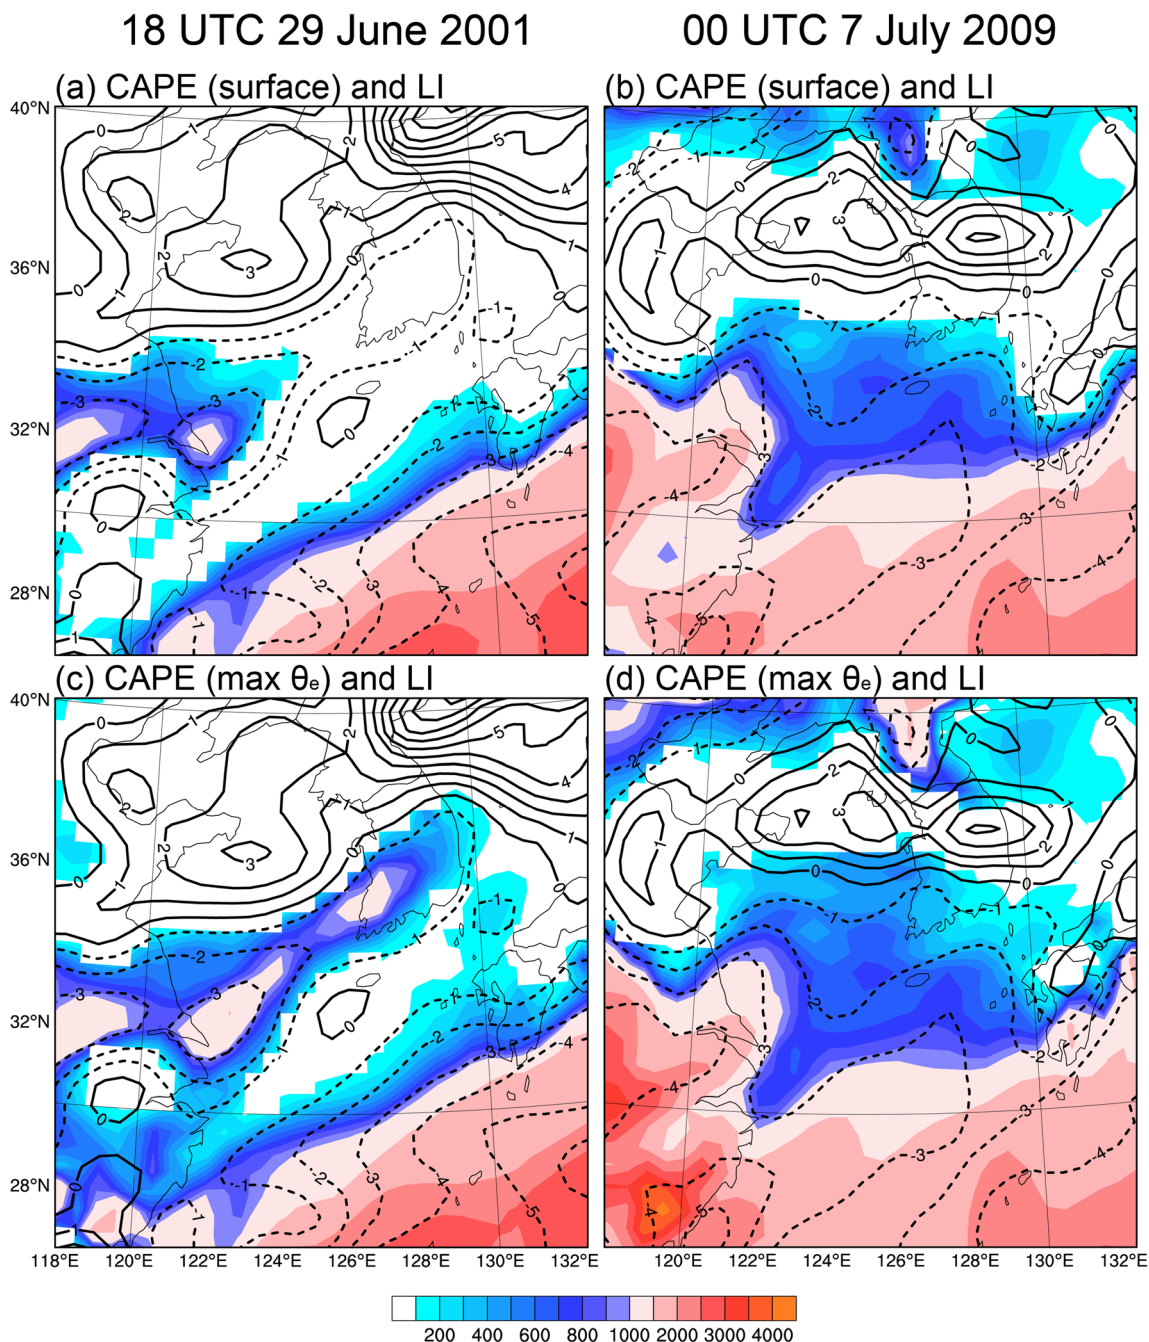 18 UTC 29 June 2001
00 UTC 7 July 2009
(a) CAPE (surface) and LI
(b) CAPE (surface) and LI
40°N
36°N
32°N
28°N
(c) CAPE (max θe) and LI
(d) CAPE (max θe) and LI
40°N
36°N
32°N
28°N
118°E 120°E 122°E 124°E 126°E 128°E 130°E 132°E
120°E 122°E 124°E 126°E 128°E 130°E 132°E
200 400 600 800 1000 2000 3000 4000